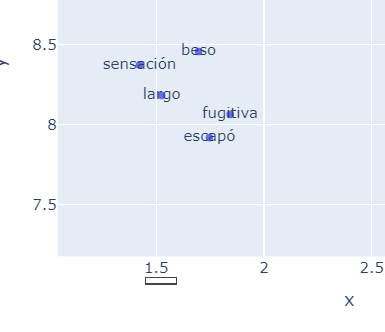 8.5
beso
sensación
largo
fugitiva
8
escapó
7.5
1.5
2
2.5
x